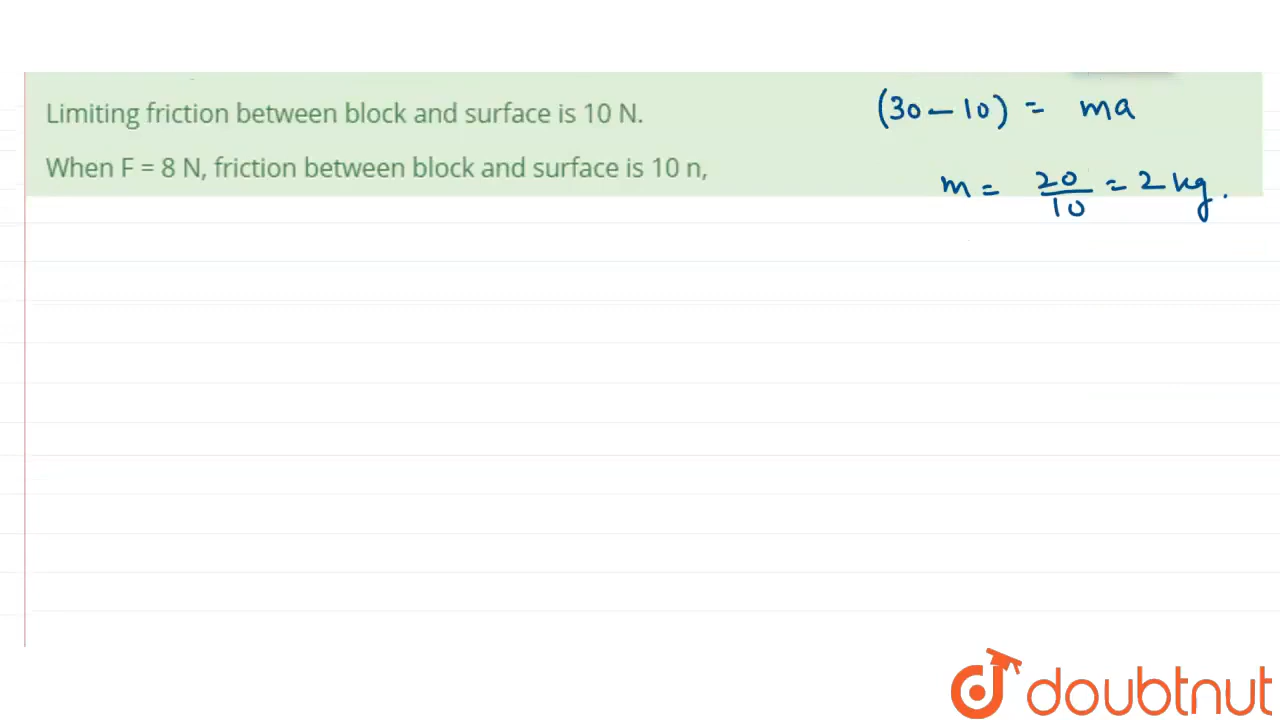 Limiting friction between block and surface is 10 N.
When F = 8 N, friction between block and surface is 10 n,
(30 - 10) = ma
m = 20/10 = 2 kg.
doubtnut